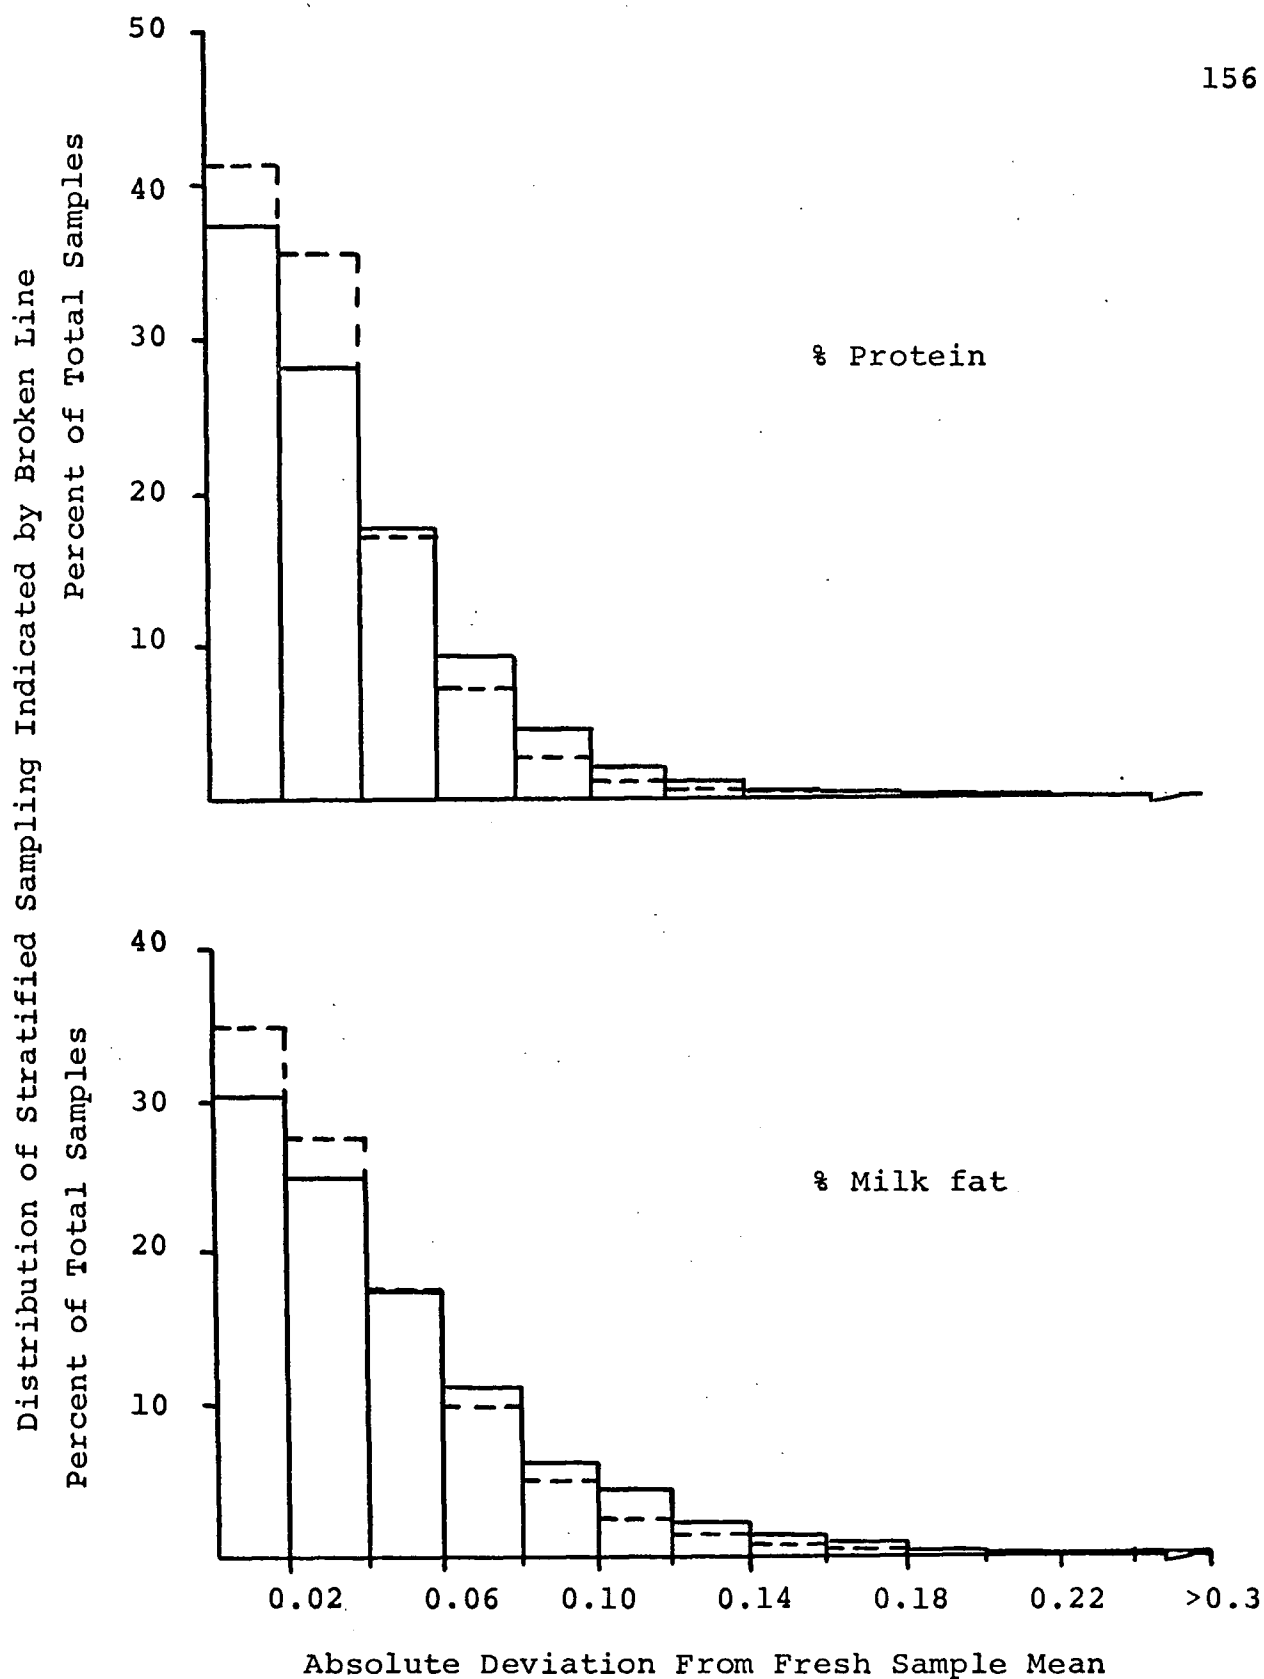 156
Distribution of Stratified Sampling Indicated by Broken Line
Percent of Total Samples
50
40
30
20
10
% Protein
Percent of Total Samples
40
30
20
10
% Milk fat
0.02 0.06 0.10 0.14 0.18 0.22 >0.3
Absolute Deviation From Fresh Sample Mean